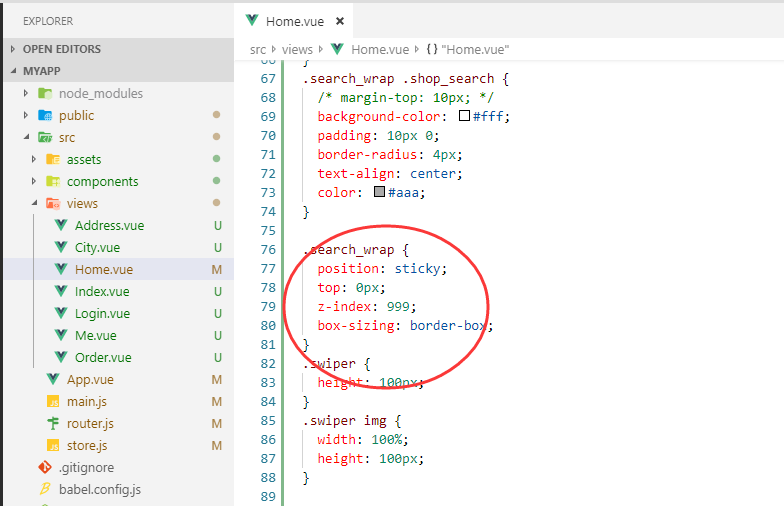 EXPLORER
OPEN EDITORS
MYAPP
node_modules
public
src
assets
components
views
Address.vue U
City.vue U
Home.vue M
Index.vue U
Login.vue U
Me.vue U
Order.vue U
App.vue M
JS main.js M
router.js M
JS store.js M
.gitignore
babel.config.js
Home.vue ×
src views Home.vue {} "Home.vue"
66 }
67 .search_wrap .shop_search {
68 /* margin-top: 10px; */
69 background-color: #fff;
70 padding: 10px 0;
71 border-radius: 4px;
72 text-align: center;
73 color: #aaa;
74 }
75
76 .search_wrap {
77 position: sticky;
78 top: 0px;
79 z-index: 999;
80 box-sizing: border-box;
81 }
82 .swiper {
83 height: 100px;
84 }
85 .swiper img {
86 width: 100%;
87 height: 100px;
88 }
89